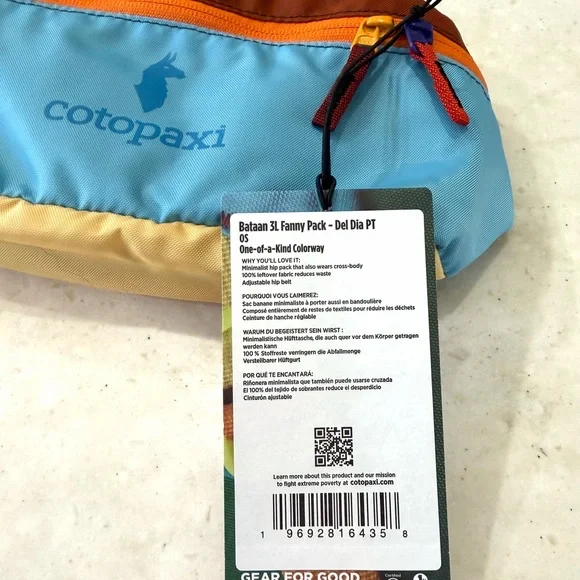 cotopaxi
Bataan 3L Fanny Pack - Del Dia PT
OS
One-of-a-Kind Colorway
WHY YOU'LL LOVE IT:
Minimalist hip pack that also wears cross-body
100% leftover fabric reduces waste
Adjustable hip belt
POURQUOI VOUS L'AIMEREZ:
Sac banane minimaliste à porter aussi en bandoulière
Composé entièrement de restes de textiles pour réduire les déchets
Ceinture de hanche réglable
WARUM DU BEGEISTERT SEIN WIRST :
Minimalistische Hüfttasche, die auch quer vor dem Körper getragen
werden kann
100 % Stoffreste verringern die Abfallmenge
Verstellbarer Hüftgurt
POR QUÉ TE ENCANTARÁ:
Riñonera minimalista que también puede usarse cruzada
El 100% del tejido de sobrantes reduce el desperdicio
Cinturón ajustable
Learn more about this product and our mission
to fight extreme poverty at cotopaxi.com
1 96928 16435 8
GEAR FOR GOOD
Certified